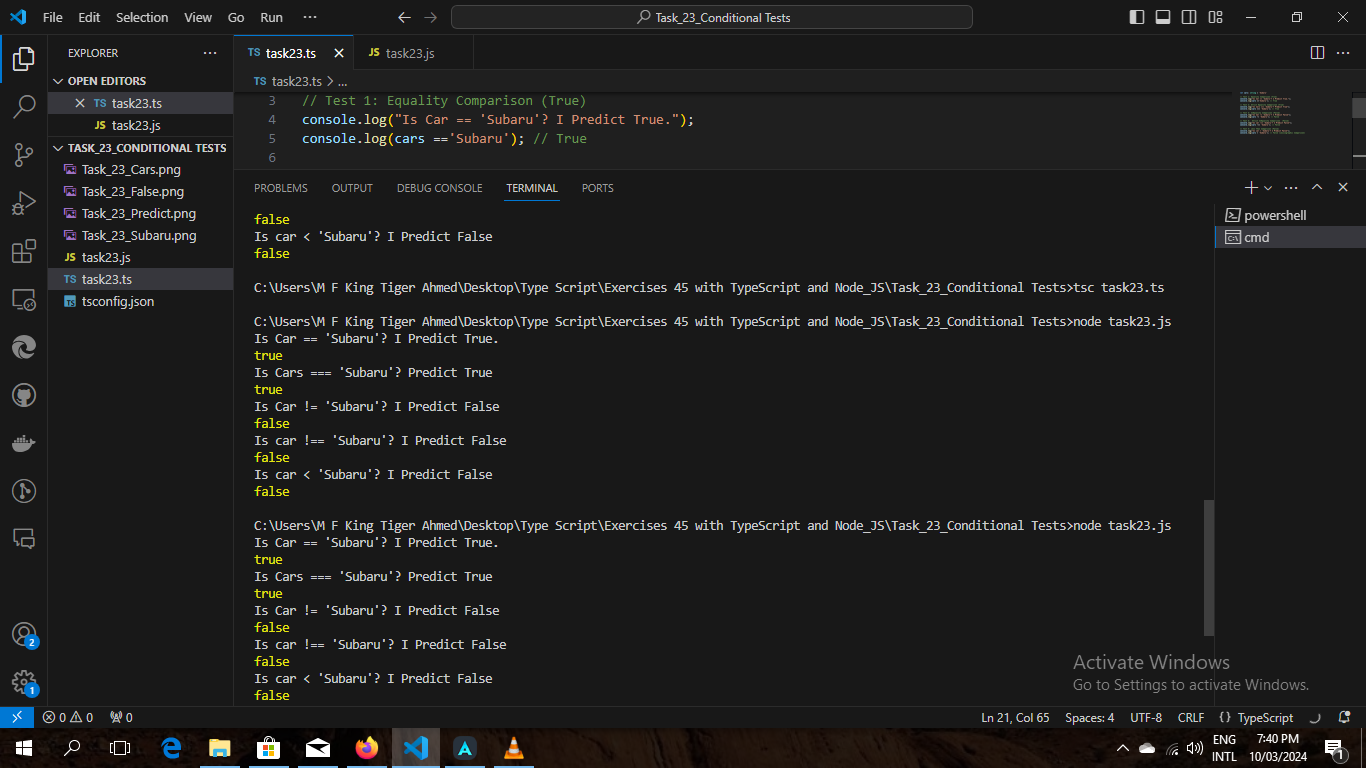 File Edit Selection View Go Run ··· Task_23_Conditional Tests
EXPLORER ···
OPEN EDITORS
TS task23.ts
JS task23.js
TASK_23_CONDITIONAL TESTS
Task_23_Cars.png
Task_23_False.png
Task_23_Predict.png
Task_23_Subaru.png
JS task23.js
TS task23.ts
tsconfig.json
TS task23.ts JS task23.js
TS task23.ts > ...
3 // Test 1: Equality Comparison (True)
4 console.log("Is Car == 'Subaru'? I Predict True.");
5 console.log(cars =='Subaru'); // True
6
PROBLEMS OUTPUT DEBUG CONSOLE TERMINAL PORTS
powershell
cmd
false
Is car < 'Subaru'? I Predict False
false
C:\Users\M F King Tiger Ahmed\Desktop\Type Script\Exercises 45 with TypeScript and Node_JS\Task_23_Conditional Tests>tsc task23.ts
C:\Users\M F King Tiger Ahmed\Desktop\Type Script\Exercises 45 with TypeScript and Node_JS\Task_23_Conditional Tests>node task23.js
Is Car == 'Subaru'? I Predict True.
true
Is Cars === 'Subaru'? Predict True
true
Is Car != 'Subaru'? I Predict False
false
Is car !== 'Subaru'? I Predict False
false
Is car < 'Subaru'? I Predict False
false
C:\Users\M F King Tiger Ahmed\Desktop\Type Script\Exercises 45 with TypeScript and Node_JS\Task_23_Conditional Tests>node task23.js
Is Car == 'Subaru'? I Predict True.
true
Is Cars === 'Subaru'? Predict True
true
Is Car != 'Subaru'? I Predict False
false
Is car !== 'Subaru'? I Predict False
false
Is car < 'Subaru'? I Predict False
false
Activate Windows
Go to Settings to activate Windows.
2
1
0 0 0 Ln 21, Col 65 Spaces: 4 UTF-8 CRLF {} TypeScript
ENG
INTL
7:40 PM
10/03/2024
1